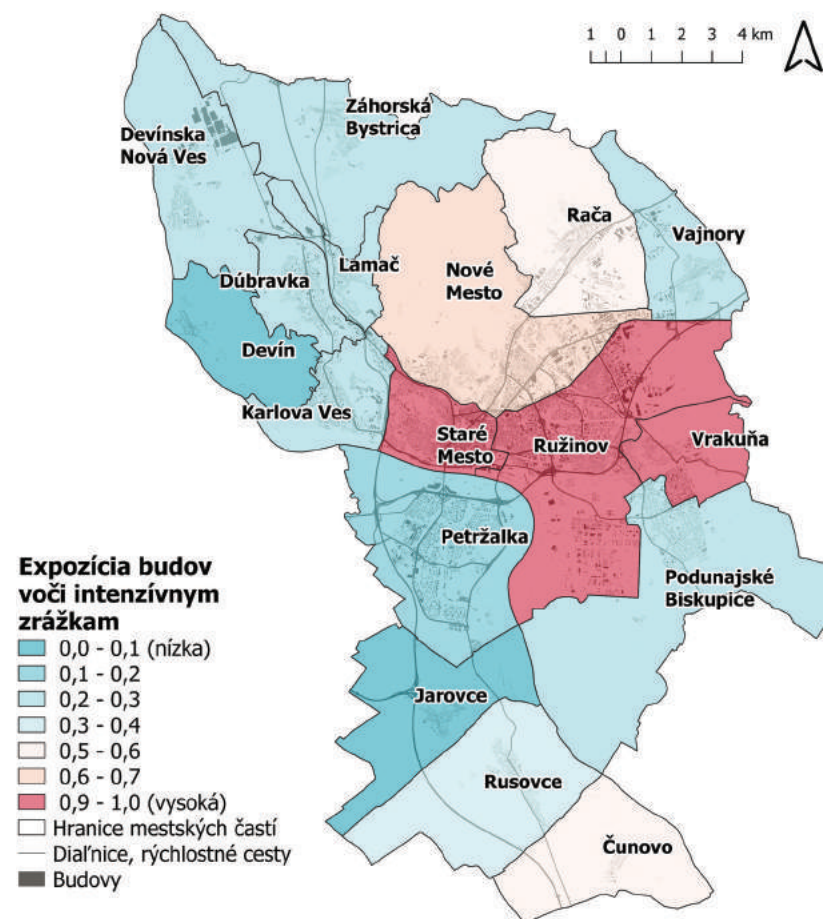 1 0 1 2 3 4 km
Záhorská
Bystrica
Devínska
Nová Ves
Rača
Vajnory
Lamač
Nové
Mesto
Dúbravka
Devín
Karlova Ves
Staré
Mesto
Ružinov
Vrakuňa
Petržalka
Podunajské
Biskupice
Jarovce
Rusovce
Čunovo
Expozícia budov
voči intenzívnym
zrážkam
0,0 - 0,1 (nízka)
0,1 - 0,2
0,2 - 0,3
0,3 - 0,4
0,5 - 0,6
0,6 - 0,7
0,9 - 1,0 (vysoká)
Hranice mestských častí
Diaľnice, rýchlostné cesty
Budovy